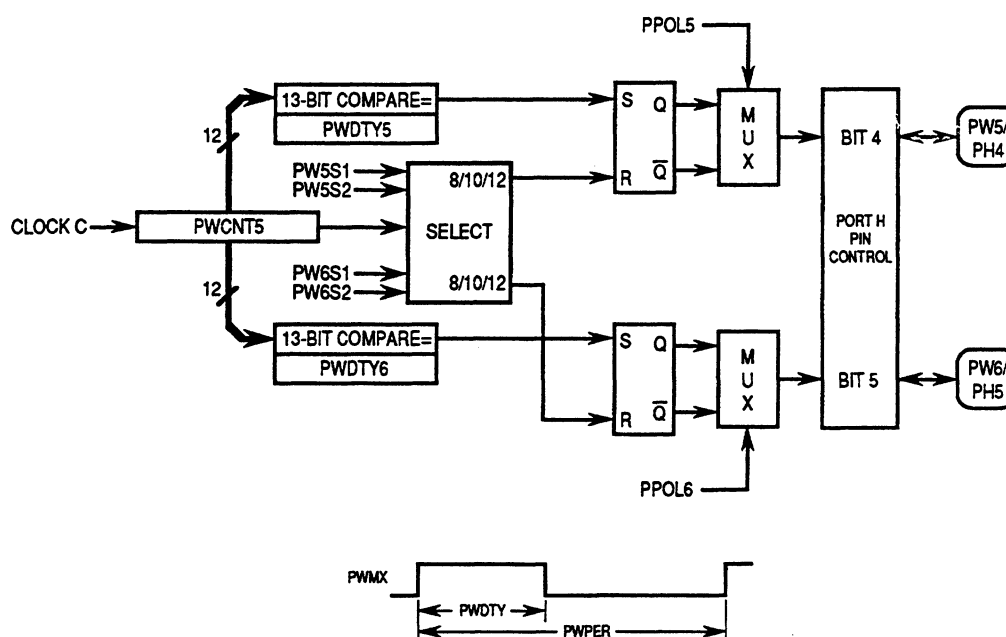 PPOL5
13-BIT COMPARE=
PWDTY5
12
S Q
R Q̅
MUX
BIT 4
PW5/
PH4
PW5S1
PW5S2
8/10/12
CLOCK C
PWCNT5
SELECT
PORT H
PIN
CONTROL
PW6S1
PW6S2
8/10/12
12
13-BIT COMPARE=
PWDTY6
S Q
R Q̅
MUX
BIT 5
PW6/
PH5
PPOL6
PWMX
PWDTY
PWPER